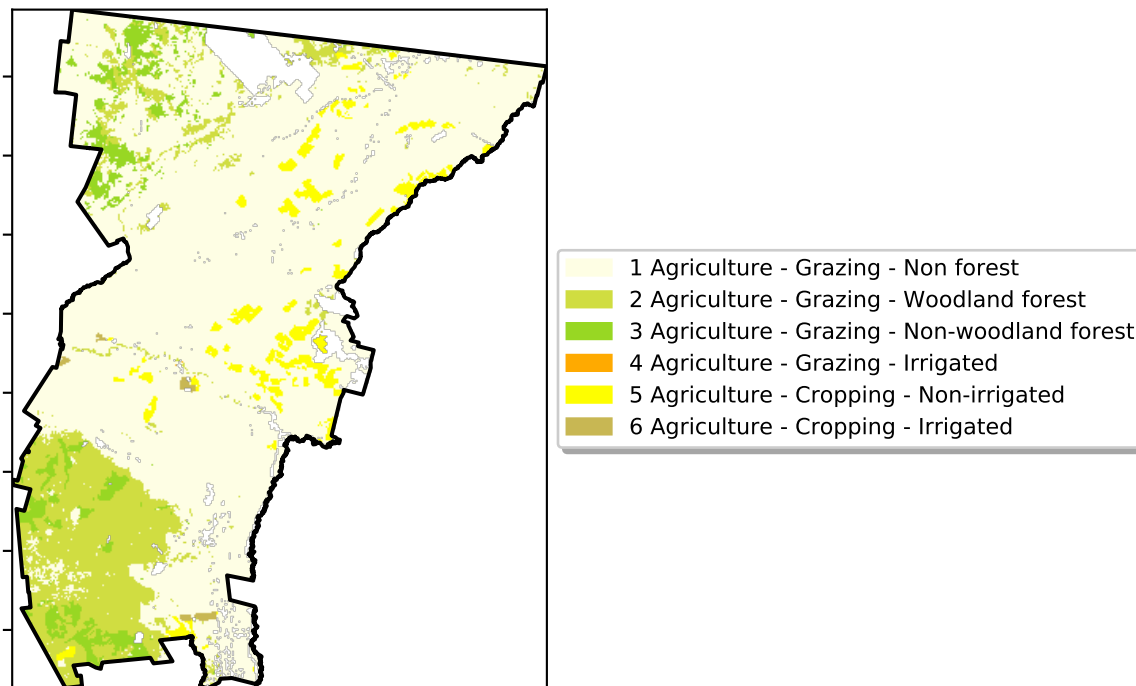 1 Agriculture - Grazing - Non forest
2 Agriculture - Grazing - Woodland forest
3 Agriculture - Grazing - Non-woodland forest
4 Agriculture - Grazing - Irrigated
5 Agriculture - Cropping - Non-irrigated
6 Agriculture - Cropping - Irrigated